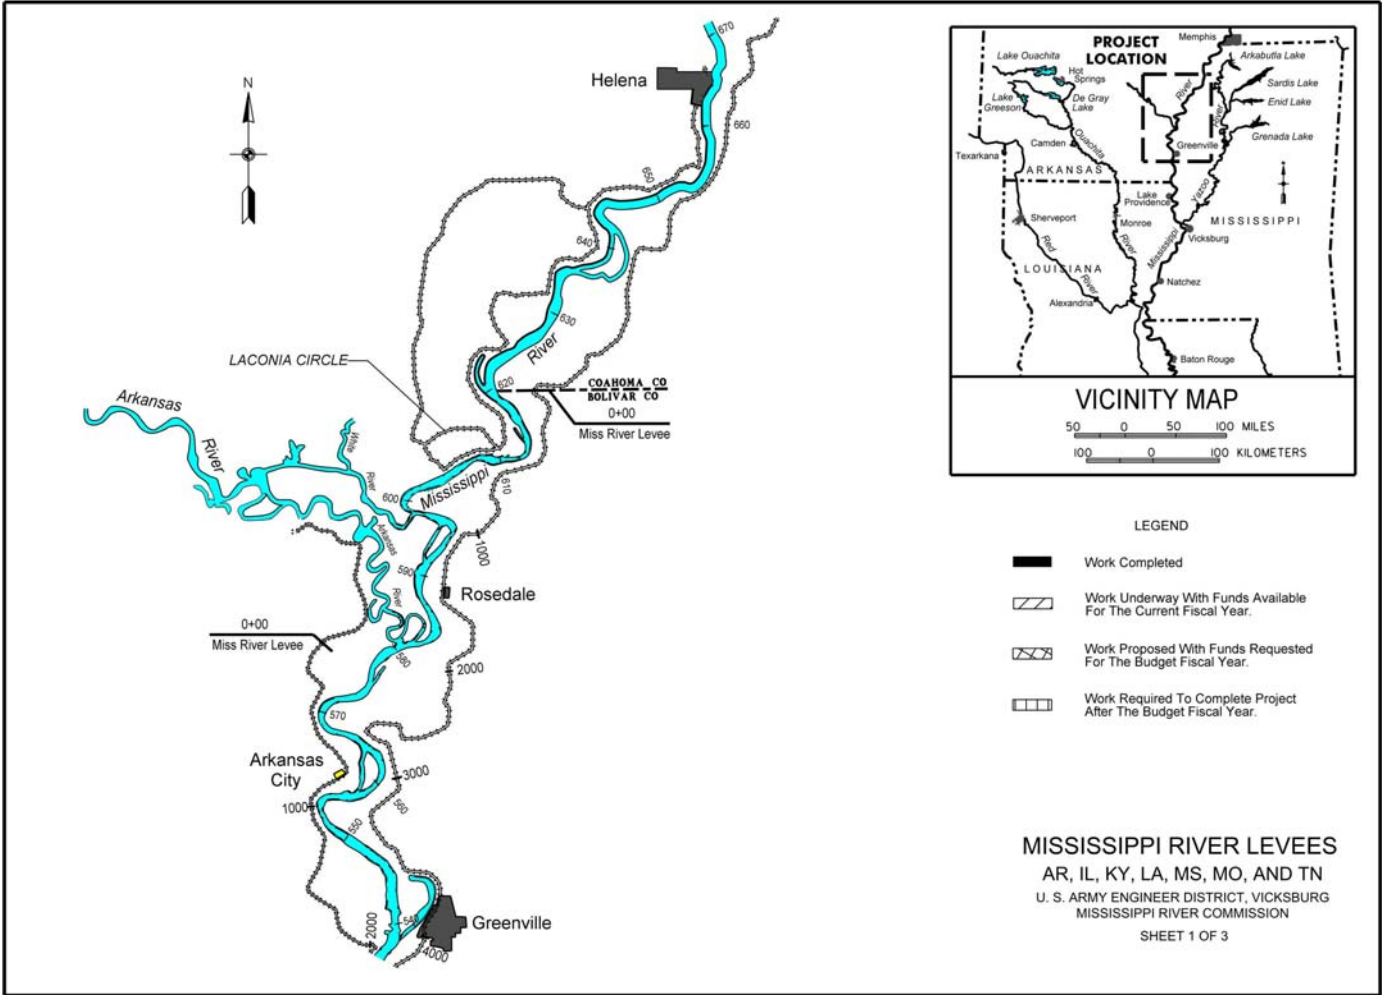 N
Helena
670
660
650
640
630
620
River
LACONIA CIRCLE
COAHOMA CO
BOLIVAR CO
0+00
Miss River Levee
Arkansas
River
White
River
Mississippi
600
610
1000
Arkansas
River
590
Rosedale
0+00
Miss River Levee
580
2000
570
Arkansas
City
3000
1000
560
550
2000
540
Greenville
4000
PROJECT
LOCATION
Memphis
Lake Ouachita
Hot
Springs
Lake
Greeson
De Gray
Lake
River
River
Arkabutla Lake
Sardis Lake
Enid Lake
Grenada Lake
Camden
Ouachita
Greenville
Texarkana
ARKANSAS
Lake
Providence
Yazoo
Sherveport
Monroe
MISSISSIPPI
Red
River
Mississippi
Vicksburg
LOUISIANA
River
Natchez
Alexandria
Baton Rouge
VICINITY MAP
50 0 50 100 MILES
100 0 100 KILOMETERS
LEGEND
Work Completed
Work Underway With Funds Available
For The Current Fiscal Year.
Work Proposed With Funds Requested
For The Budget Fiscal Year.
Work Required To Complete Project
After The Budget Fiscal Year.
MISSISSIPPI RIVER LEVEES
AR, IL, KY, LA, MS, MO, AND TN
U. S. ARMY ENGINEER DISTRICT, VICKSBURG
MISSISSIPPI RIVER COMMISSION
SHEET 1 OF 3